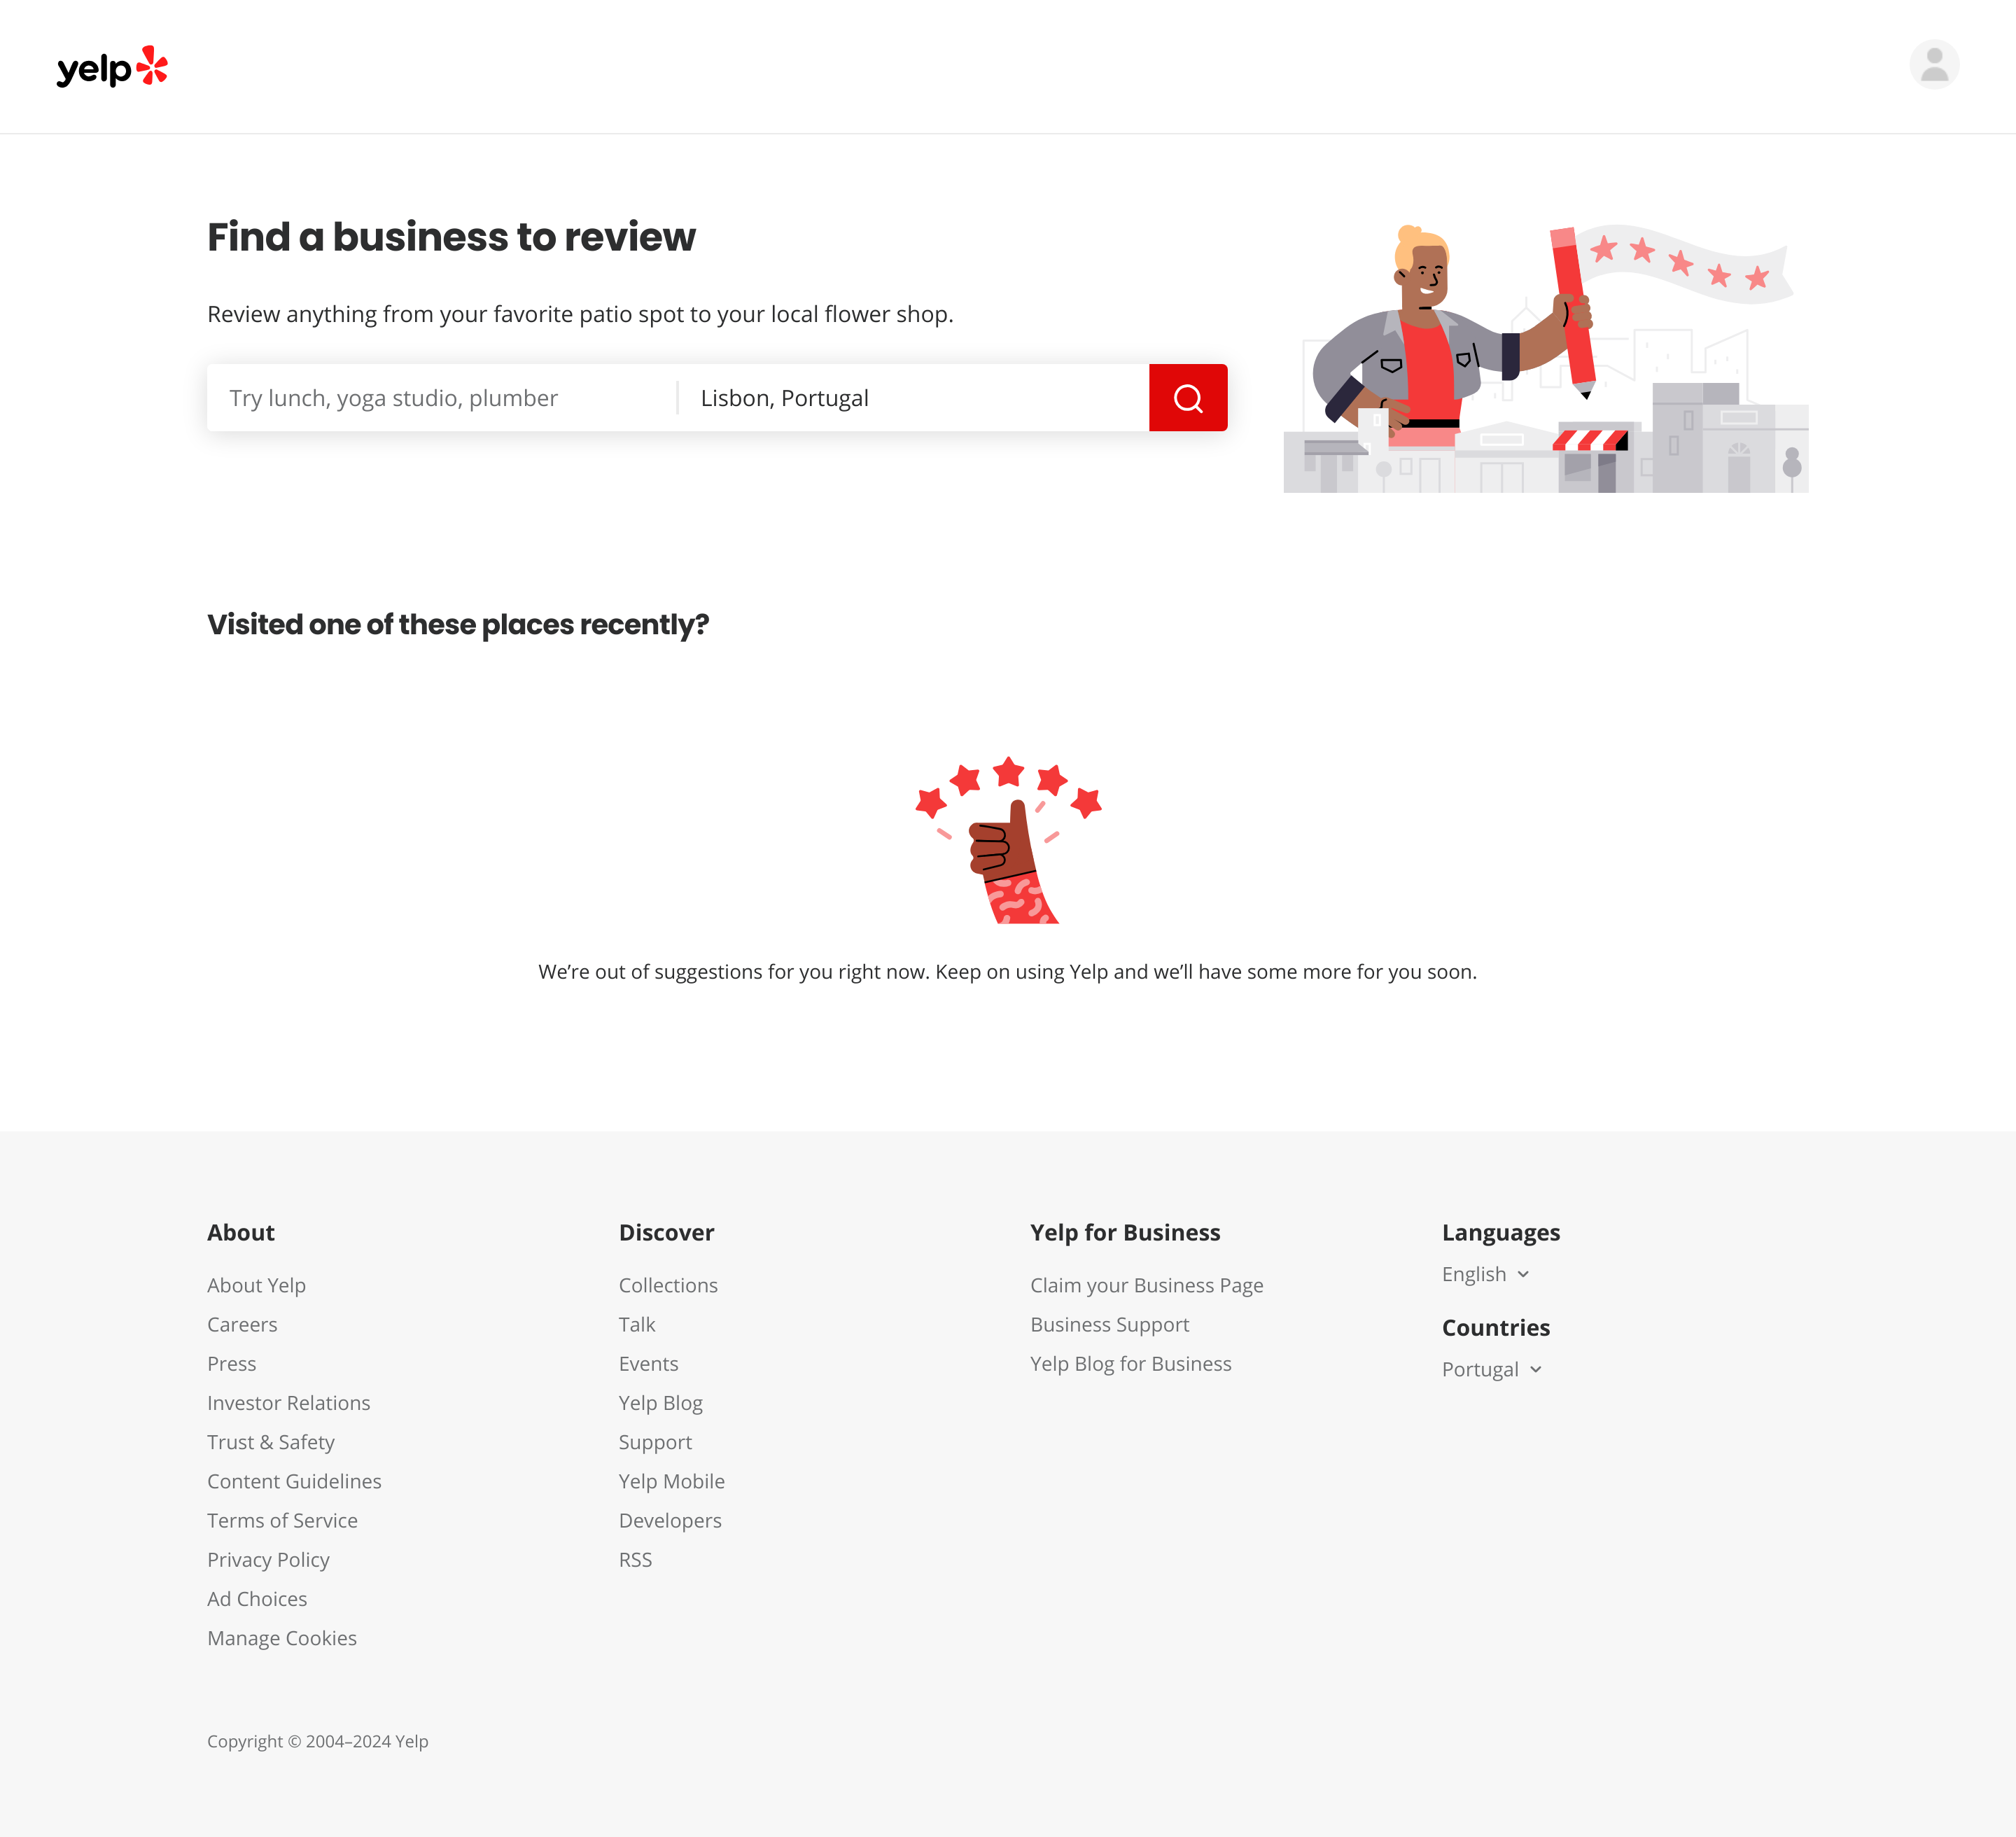 yelp
Find a business to review
Review anything from your favorite patio spot to your local flower shop.
Try lunch, yoga studio, plumber
Lisbon, Portugal
Visited one of these places recently?
We’re out of suggestions for you right now. Keep on using Yelp and we’ll have some more for you soon.
About
About Yelp
Careers
Press
Investor Relations
Trust & Safety
Content Guidelines
Terms of Service
Privacy Policy
Ad Choices
Manage Cookies
Discover
Collections
Talk
Events
Yelp Blog
Support
Yelp Mobile
Developers
RSS
Yelp for Business
Claim your Business Page
Business Support
Yelp Blog for Business
Languages
English
Countries
Portugal
Copyright © 2004–2024 Yelp